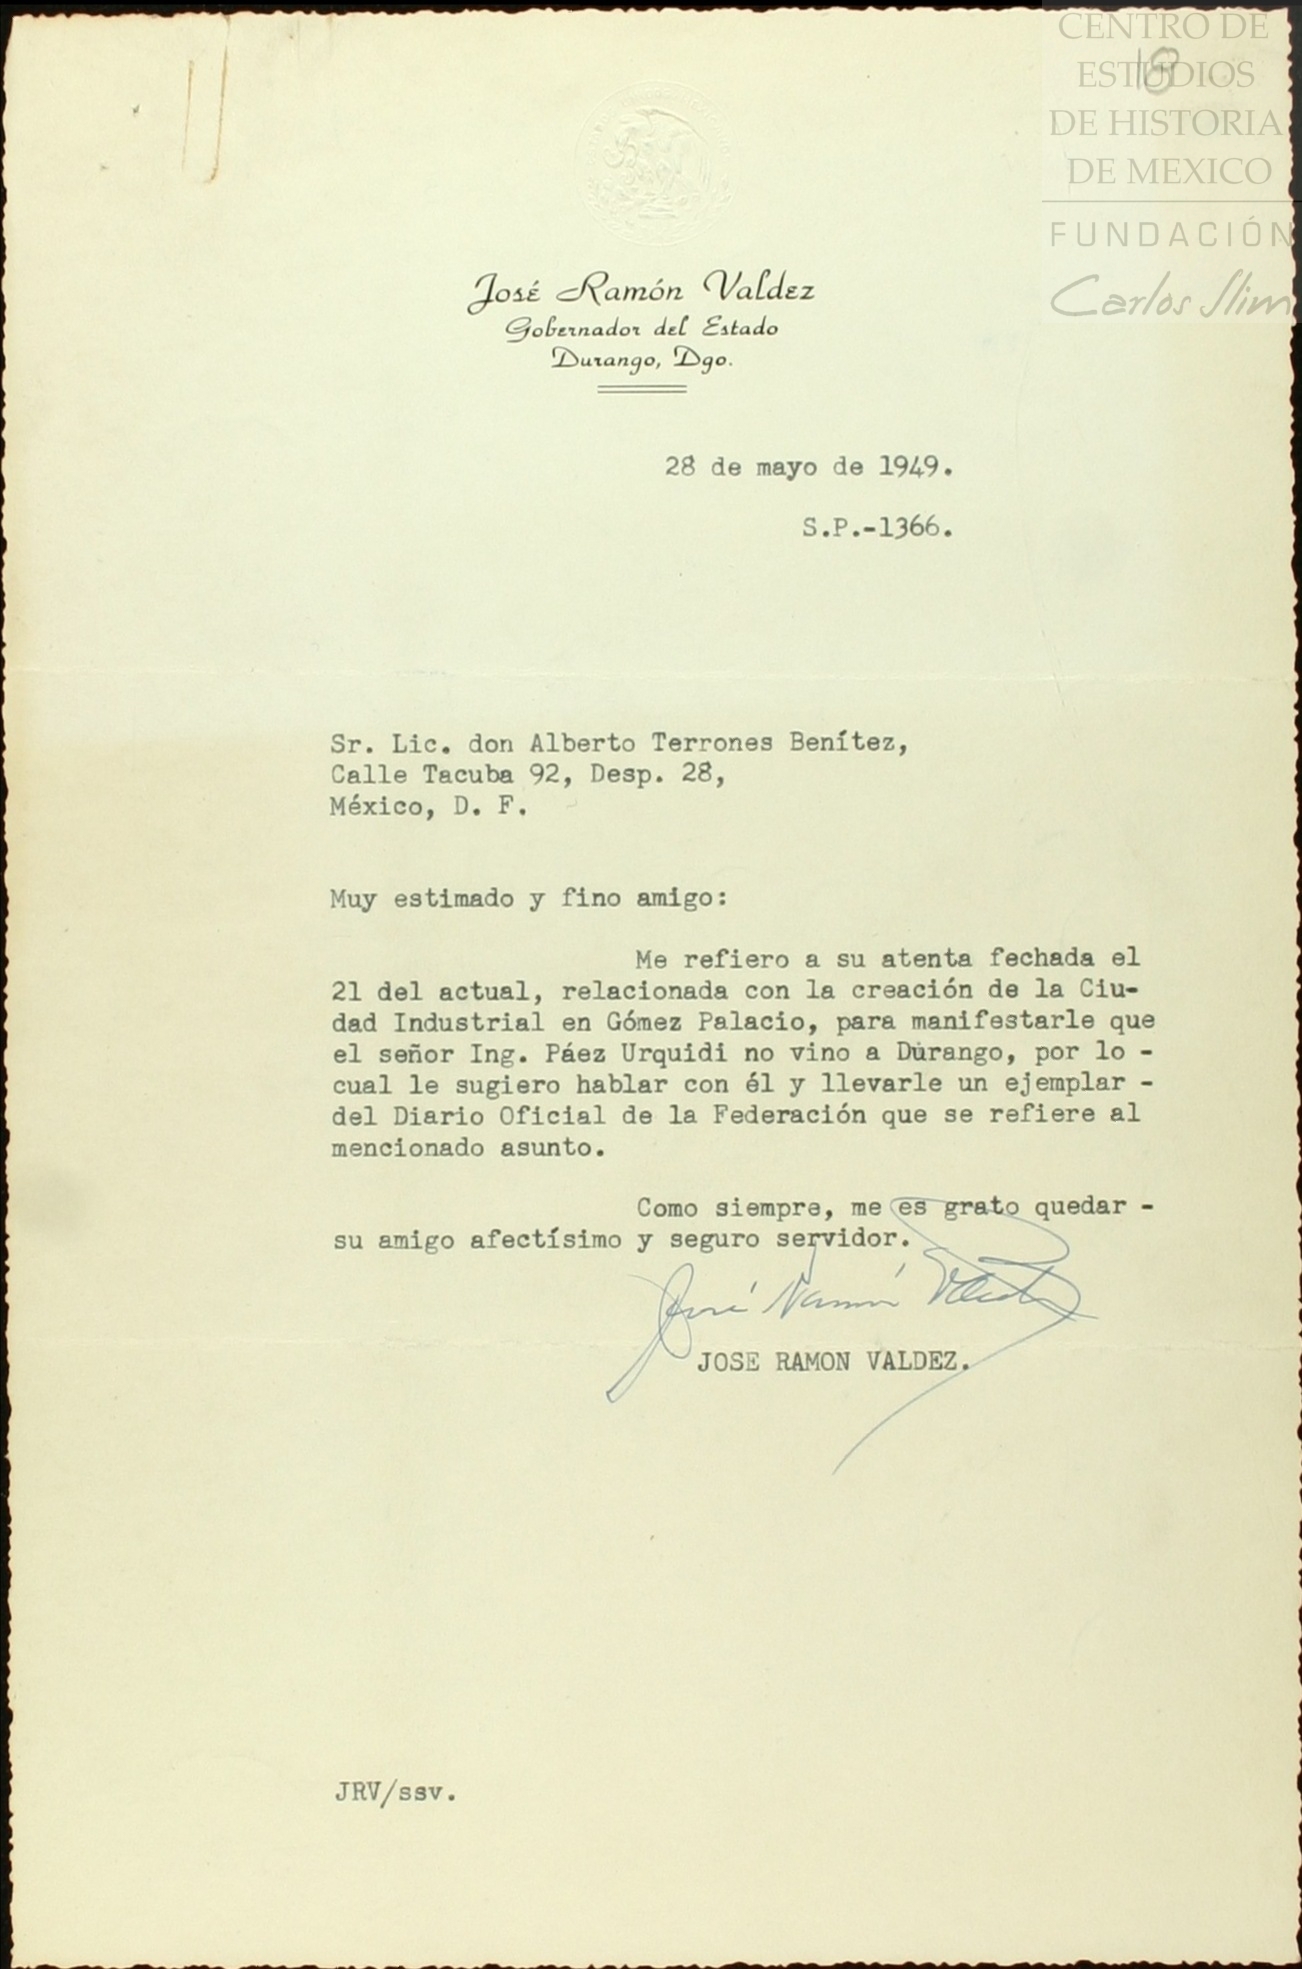 CENTRO DE
ESTUDIOS
DE HISTORIA
DE MEXICO
FUNDACIÓN
Carlos Slim
18
José Ramón Valdez
Gobernador del Estado
Durango, Dgo.
28 de mayo de 1949.
S.P.-1366.
Sr. Lic. don Alberto Terrones Benítez,
Calle Tacuba 92, Desp. 28,
México, D. F.
Muy estimado y fino amigo:
Me refiero a su atenta fechada el
21 del actual, relacionada con la creación de la Ciu-
dad Industrial en Gómez Palacio, para manifestarle que
el señor Ing. Páez Urquidi no vino a Durango, por lo -
cual le sugiero hablar con él y llevarle un ejemplar -
del Diario Oficial de la Federación que se refiere al
mencionado asunto.
Como siempre, me es grato quedar -
su amigo afectísimo y seguro servidor.
José Ramón Valdez
JOSE RAMON VALDEZ.
JRV/ssv.